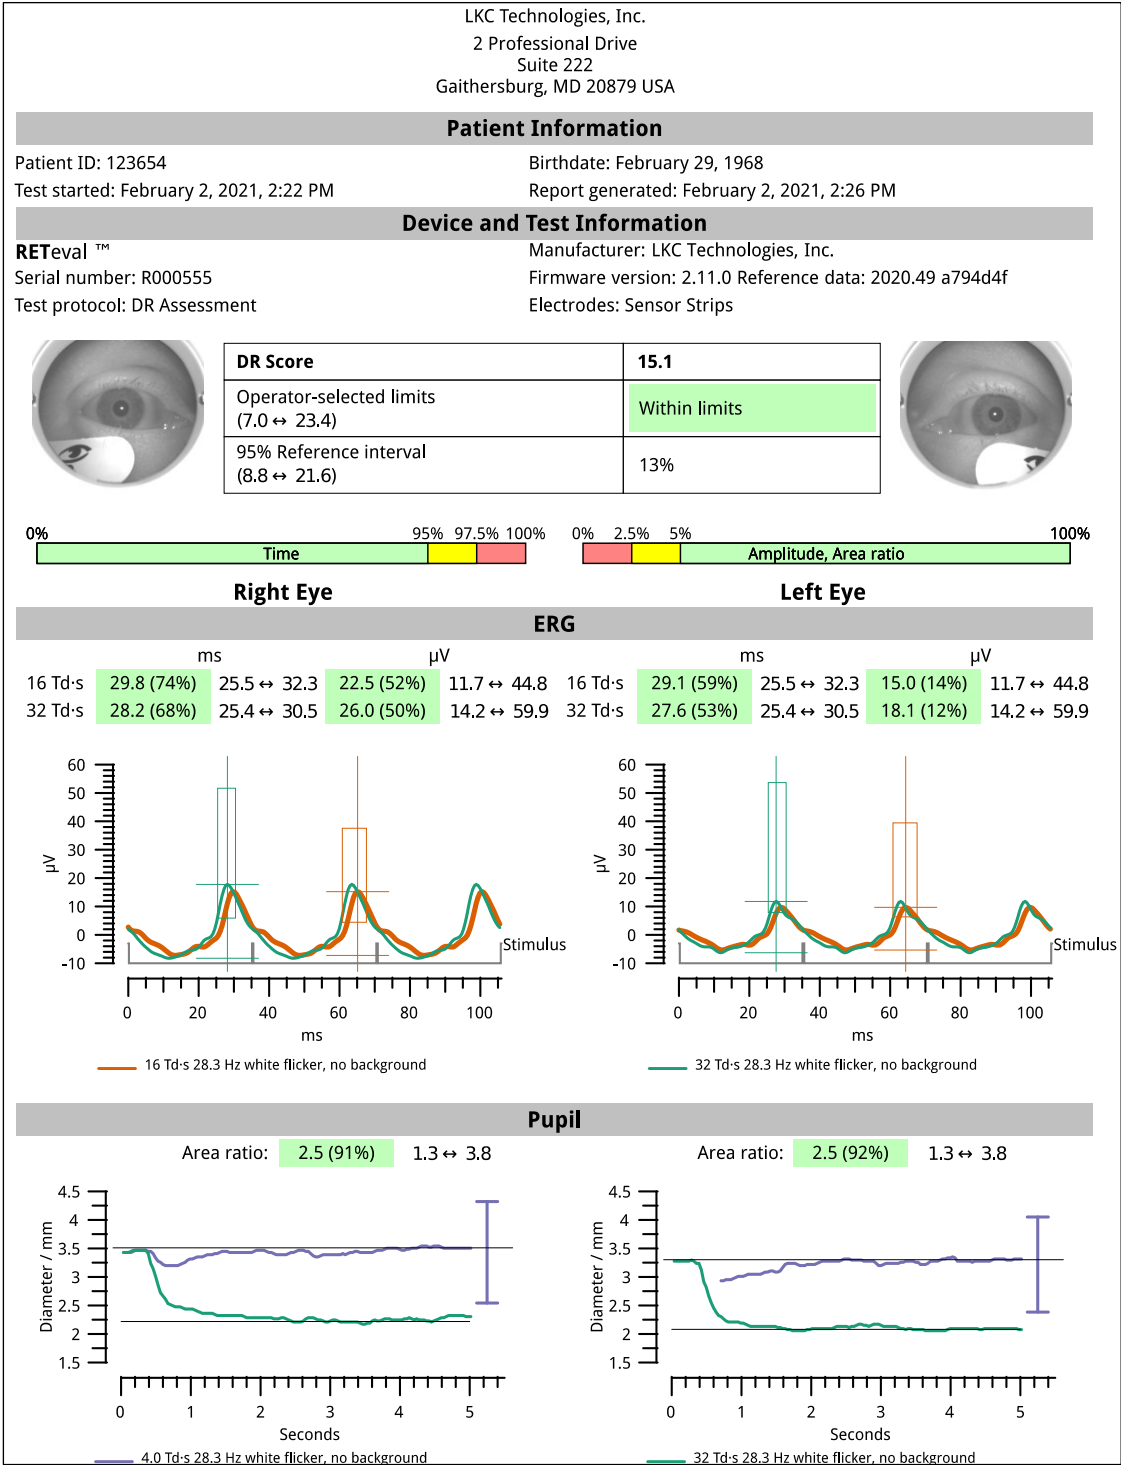 LKC Technologies, Inc.
2 Professional Drive
Suite 222
Gaithersburg, MD 20879 USA
Patient Information
Patient ID: 123654 Birthdate: February 29, 1968
Test started: February 2, 2021, 2:22 PM Report generated: February 2, 2021, 2:26 PM
Device and Test Information
RETeval ™ Manufacturer: LKC Technologies, Inc.
Serial number: R000555 Firmware version: 2.11.0 Reference data: 2020.49 a794d4f
Test protocol: DR Assessment Electrodes: Sensor Strips
DR Score 15.1
Operator-selected limits
(7.0 ↔ 23.4) Within limits
95% Reference interval
(8.8 ↔ 21.6) 13%
0% 95% 97.5% 100% 0% 2.5% 5% 100%
Time Amplitude, Area ratio
Right Eye Left Eye
ERG
ms µV ms µV
16 Td·s 29.8 (74%) 25.5 ↔ 32.3 22.5 (52%) 11.7 ↔ 44.8 16 Td·s 29.1 (59%) 25.5 ↔ 32.3 15.0 (14%) 11.7 ↔ 44.8
32 Td·s 28.2 (68%) 25.4 ↔ 30.5 26.0 (50%) 14.2 ↔ 59.9 32 Td·s 27.6 (53%) 25.4 ↔ 30.5 18.1 (12%) 14.2 ↔ 59.9
60 60
50 50
40 40
30 30
µV µV
20 20
10 10
0 0
Stimulus Stimulus
-10 -10
0 20 40 60 80 100 0 20 40 60 80 100
ms ms
16 Td·s 28.3 Hz white flicker, no background 32 Td·s 28.3 Hz white flicker, no background
Pupil
Area ratio: 2.5 (91%) 1.3 ↔ 3.8 Area ratio: 2.5 (92%) 1.3 ↔ 3.8
4.5 4.5
4 4
3.5 3.5
Diameter / mm Diameter / mm
3 3
2.5 2.5
2 2
1.5 1.5
0 1 2 3 4 5 0 1 2 3 4 5
Seconds Seconds
4.0 Td·s 28.3 Hz white flicker, no background 32 Td·s 28.3 Hz white flicker, no background